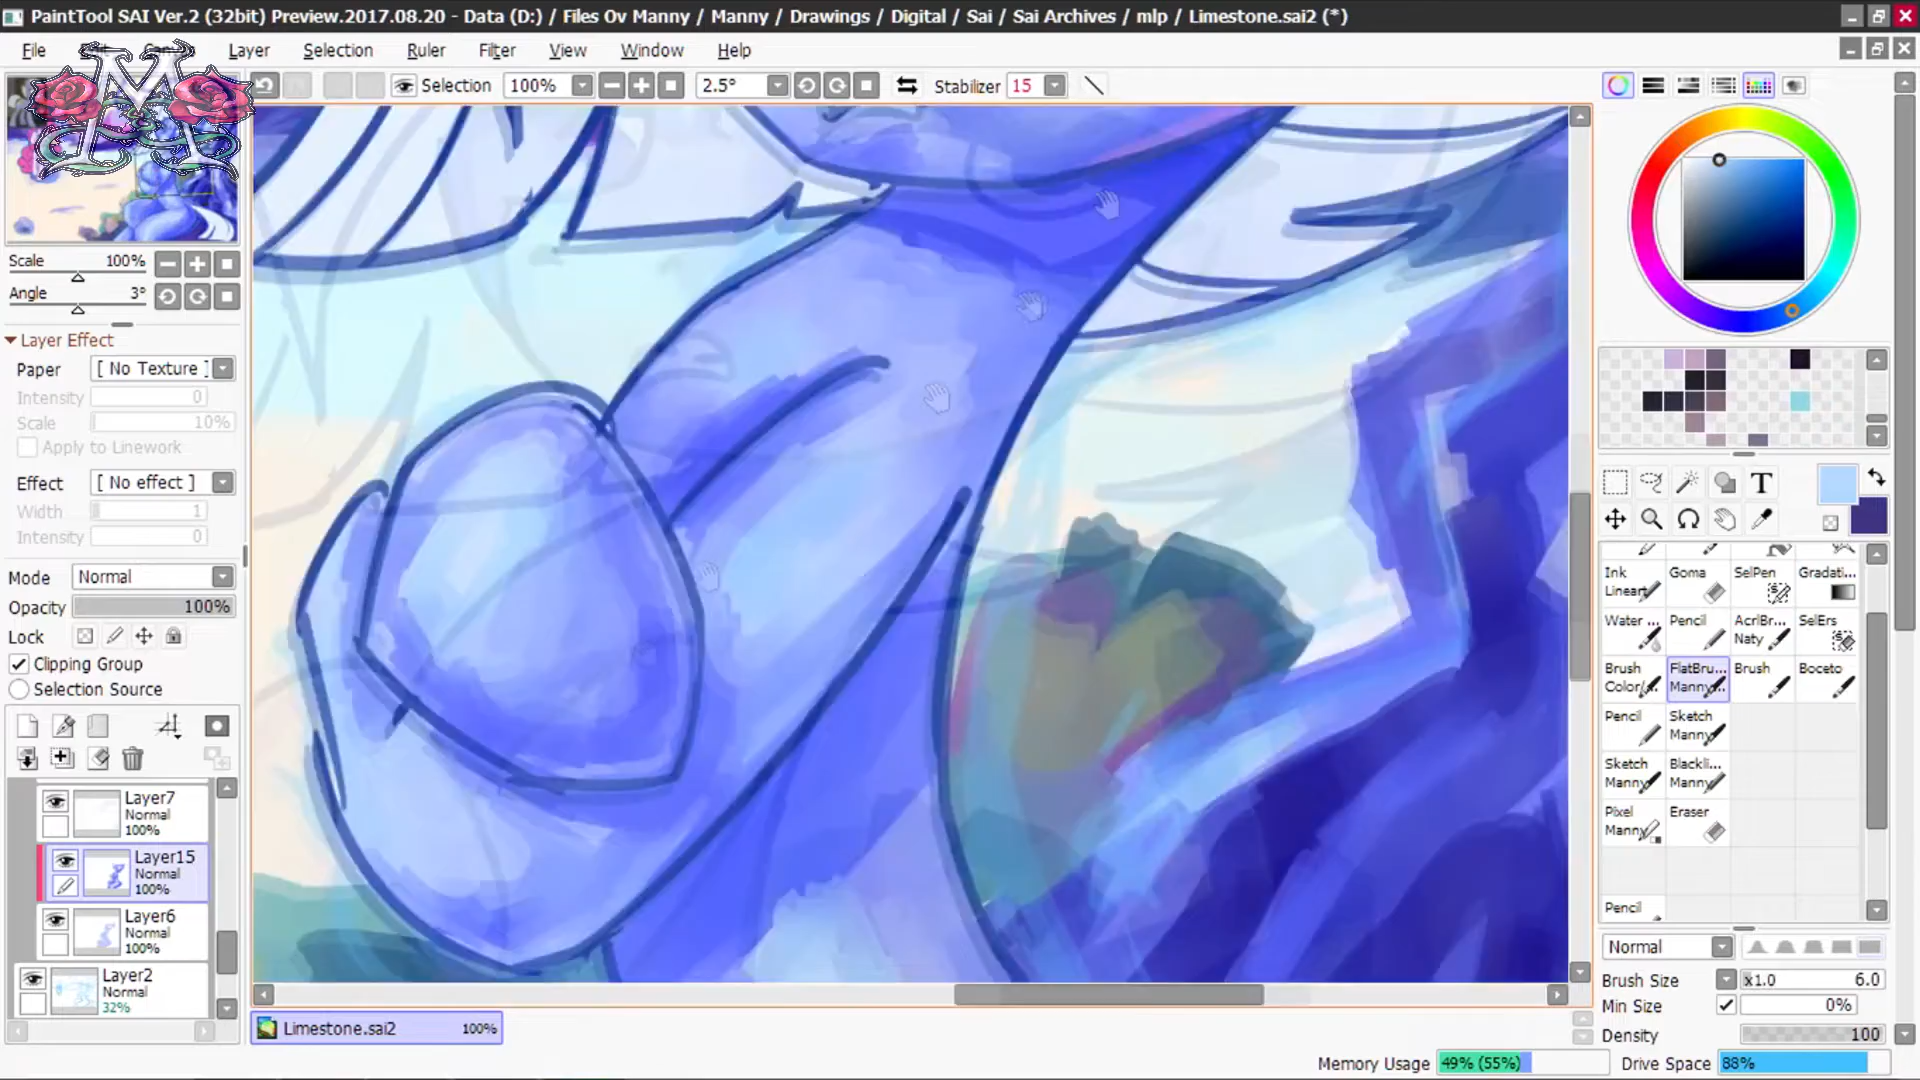 PaintTool SAI Ver.2 (32bit) Preview.2017.08.20 - Data (D:) / Files Ov Manny / Manny / Drawings / Digital / Sai / Sai Archives / mlp / Limestone.sai2 (*)
File Layer Selection Ruler Filter View Window Help
Selection 100% 2.5° Stabilizer 15
M
Scale 100%
Angle 3°
Layer Effect
Paper [ No Texture ]
Intensity 0
Scale 10%
Apply to Linework
Effect [ No effect ]
Width 1
Intensity 0
Mode Normal
Opacity 100%
Lock
Clipping Group
Selection Source
Layer7
Normal
100%
Layer15
Normal
100%
Layer6
Normal
100%
Layer2
Normal
32%
T
Ink Lineart Goma SelPen Gradati...
Water ... Pencil AcrlBr... Naty SelErs
Brush Color/... FlatBru... Manny... Brush Boceto
Pencil Sketch Manny
Sketch Manny Blackli... Manny
Pixel Manny Eraser
Pencil
Normal
Brush Size x1.0 6.0
Min Size 0%
Density 100
Limestone.sai2 100%
Memory Usage 49% (55%) Drive Space 88%